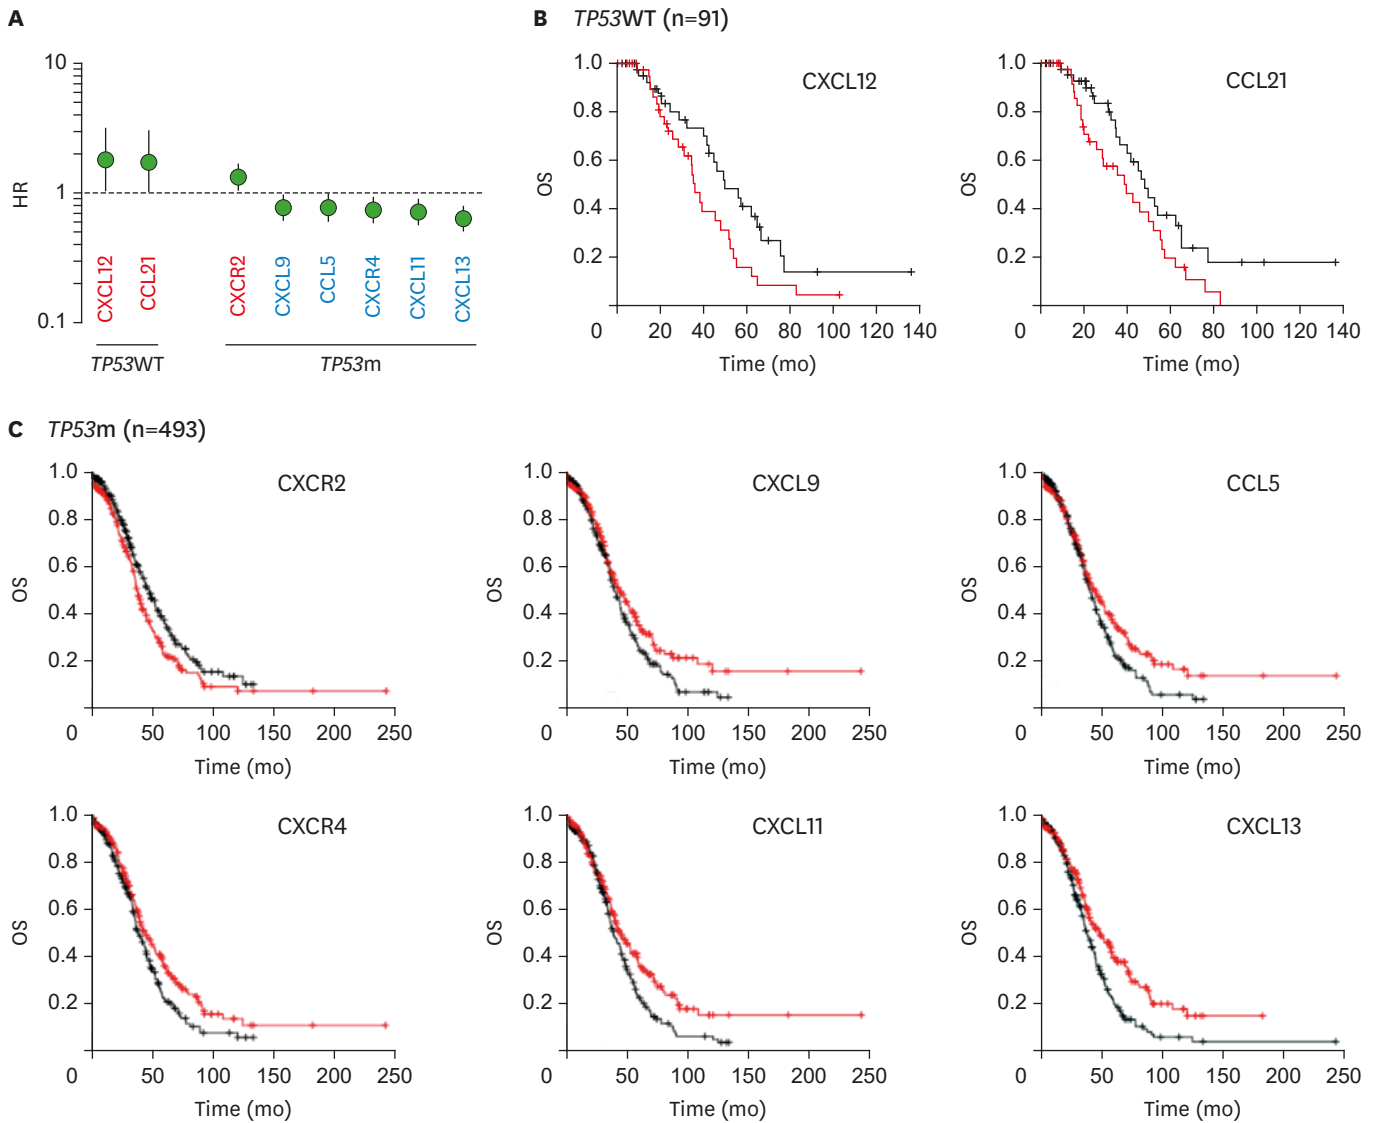 A
10
1
0.1
HR
CXCL12
CCL21
CXCR2
CXCL9
CCL5
CXCR4
CXCL11
CXCL13
TP53WT
TP53m
B TP53WT (n=91)
CXCL12
1.0
0.8
0.6
0.4
0.2
OS
0 20 40 60 80 100 120 140
Time (mo)
CCL21
1.0
0.8
0.6
0.4
0.2
OS
0 20 40 60 80 100 120 140
Time (mo)
C TP53m (n=493)
CXCR2
1.0
0.8
0.6
0.4
0.2
OS
0 50 100 150 200 250
Time (mo)
CXCL9
1.0
0.8
0.6
0.4
0.2
OS
0 50 100 150 200 250
Time (mo)
CCL5
1.0
0.8
0.6
0.4
0.2
OS
0 50 100 150 200 250
Time (mo)
CXCR4
1.0
0.8
0.6
0.4
0.2
OS
0 50 100 150 200 250
Time (mo)
CXCL11
1.0
0.8
0.6
0.4
0.2
OS
0 50 100 150 200 250
Time (mo)
CXCL13
1.0
0.8
0.6
0.4
0.2
OS
0 50 100 150 200 250
Time (mo)